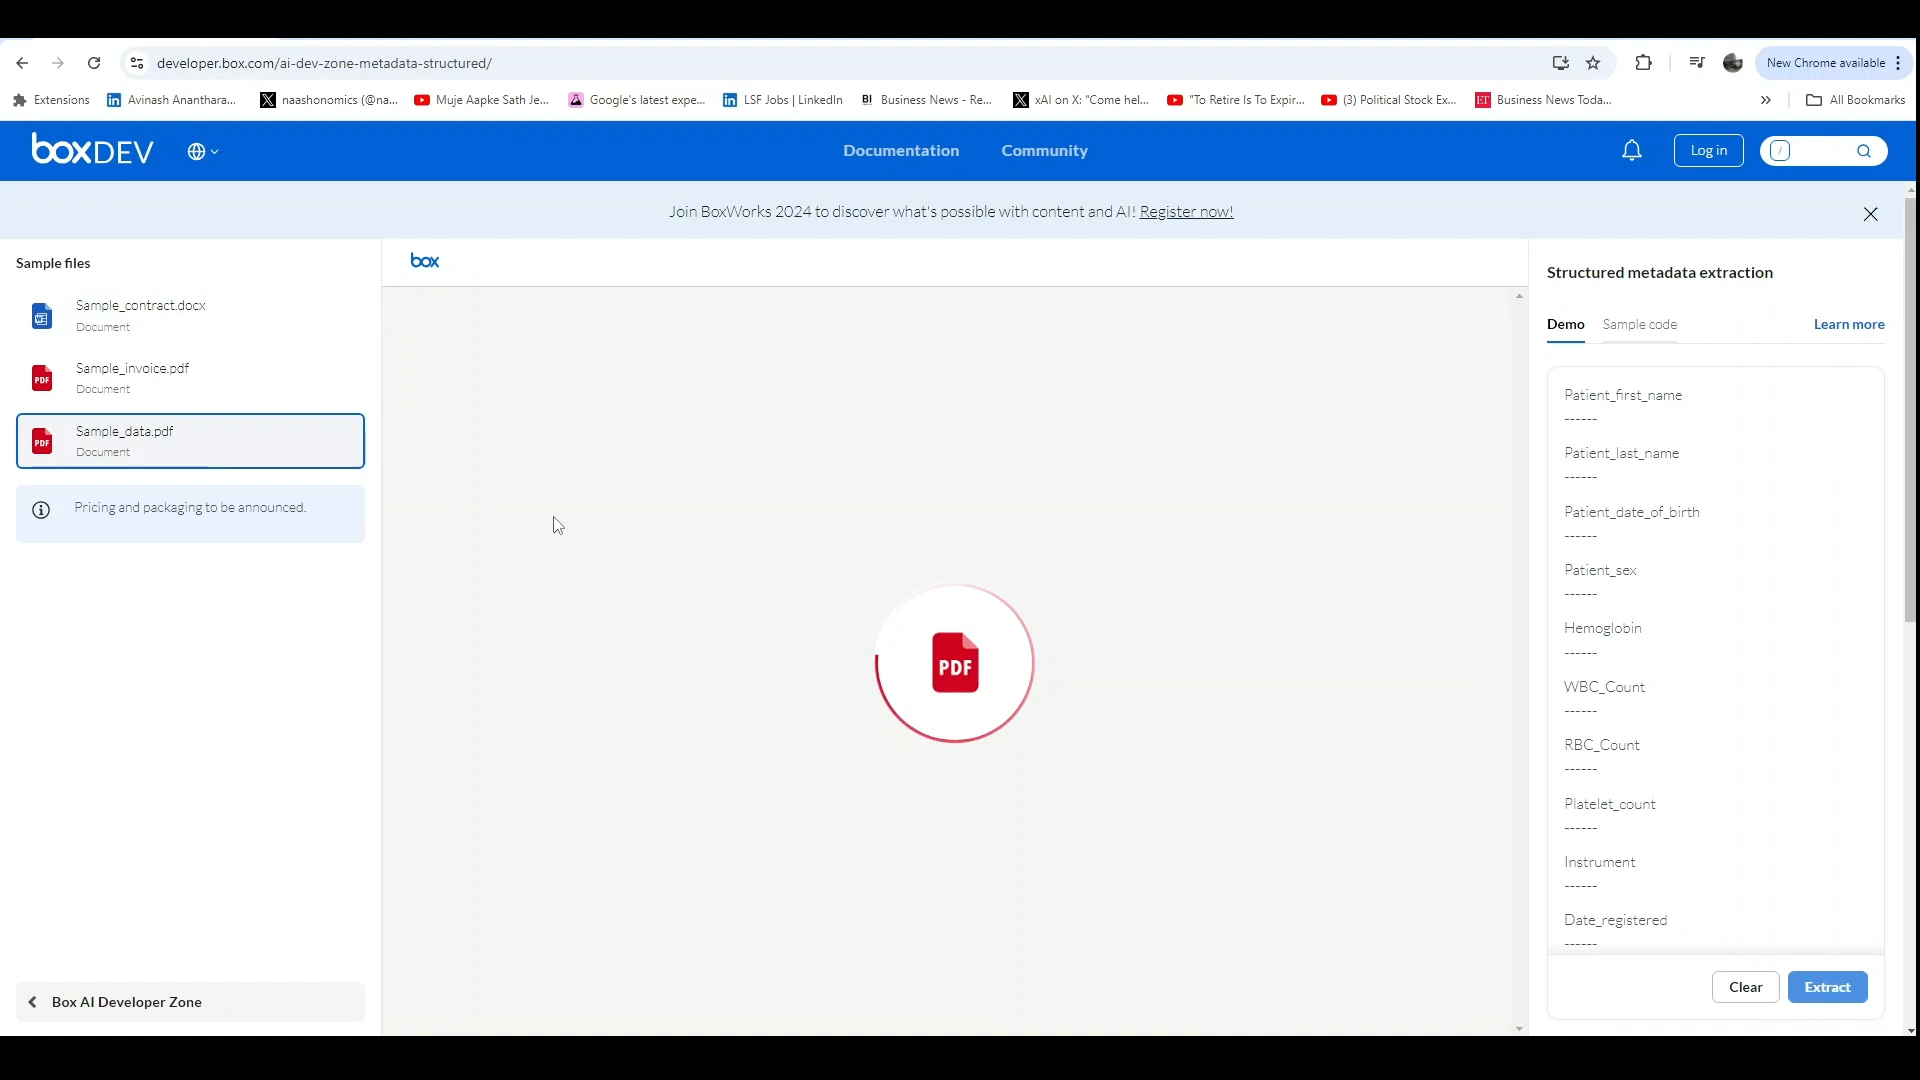 developer.box.com/ai-dev-zone-metadata-structured/
New Chrome available
Extensions
Avinash Ananthara...
naashonomics (@na...
Muje Aapke Sath Je...
Google's latest expe...
LSF Jobs | LinkedIn
BI Business News - Re...
xAI on X: "Come hel...
"To Retire Is To Expir...
(3) Political Stock Ex...
ET Business News Toda...
»
All Bookmarks
boxDEV
Documentation
Community
Log in
/
Join BoxWorks 2024 to discover what's possible with content and AI! Register now!
Sample files
Sample_contract.docx
Document
PDF
Sample_invoice.pdf
Document
PDF
Sample_data.pdf
Document
Pricing and packaging to be announced.
Box AI Developer Zone
box
PDF
Structured metadata extraction
Demo
Sample code
Learn more
Patient_first_name
------
Patient_last_name
------
Patient_date_of_birth
------
Patient_sex
------
Hemoglobin
------
WBC_Count
------
RBC_Count
------
Platelet_count
------
Instrument
------
Date_registered
------
Clear
Extract